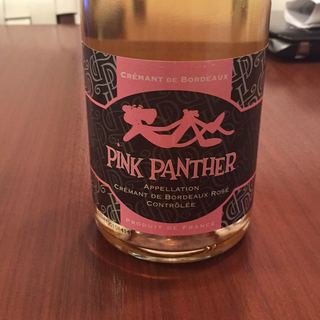 CRÉMANT DE BORDEAUX
PINK PANTHER
APPELLATION
CRÉMANT DE BORDEAUX ROSÉ
CONTRÔLÉE
PRODUIT DE FRANCE